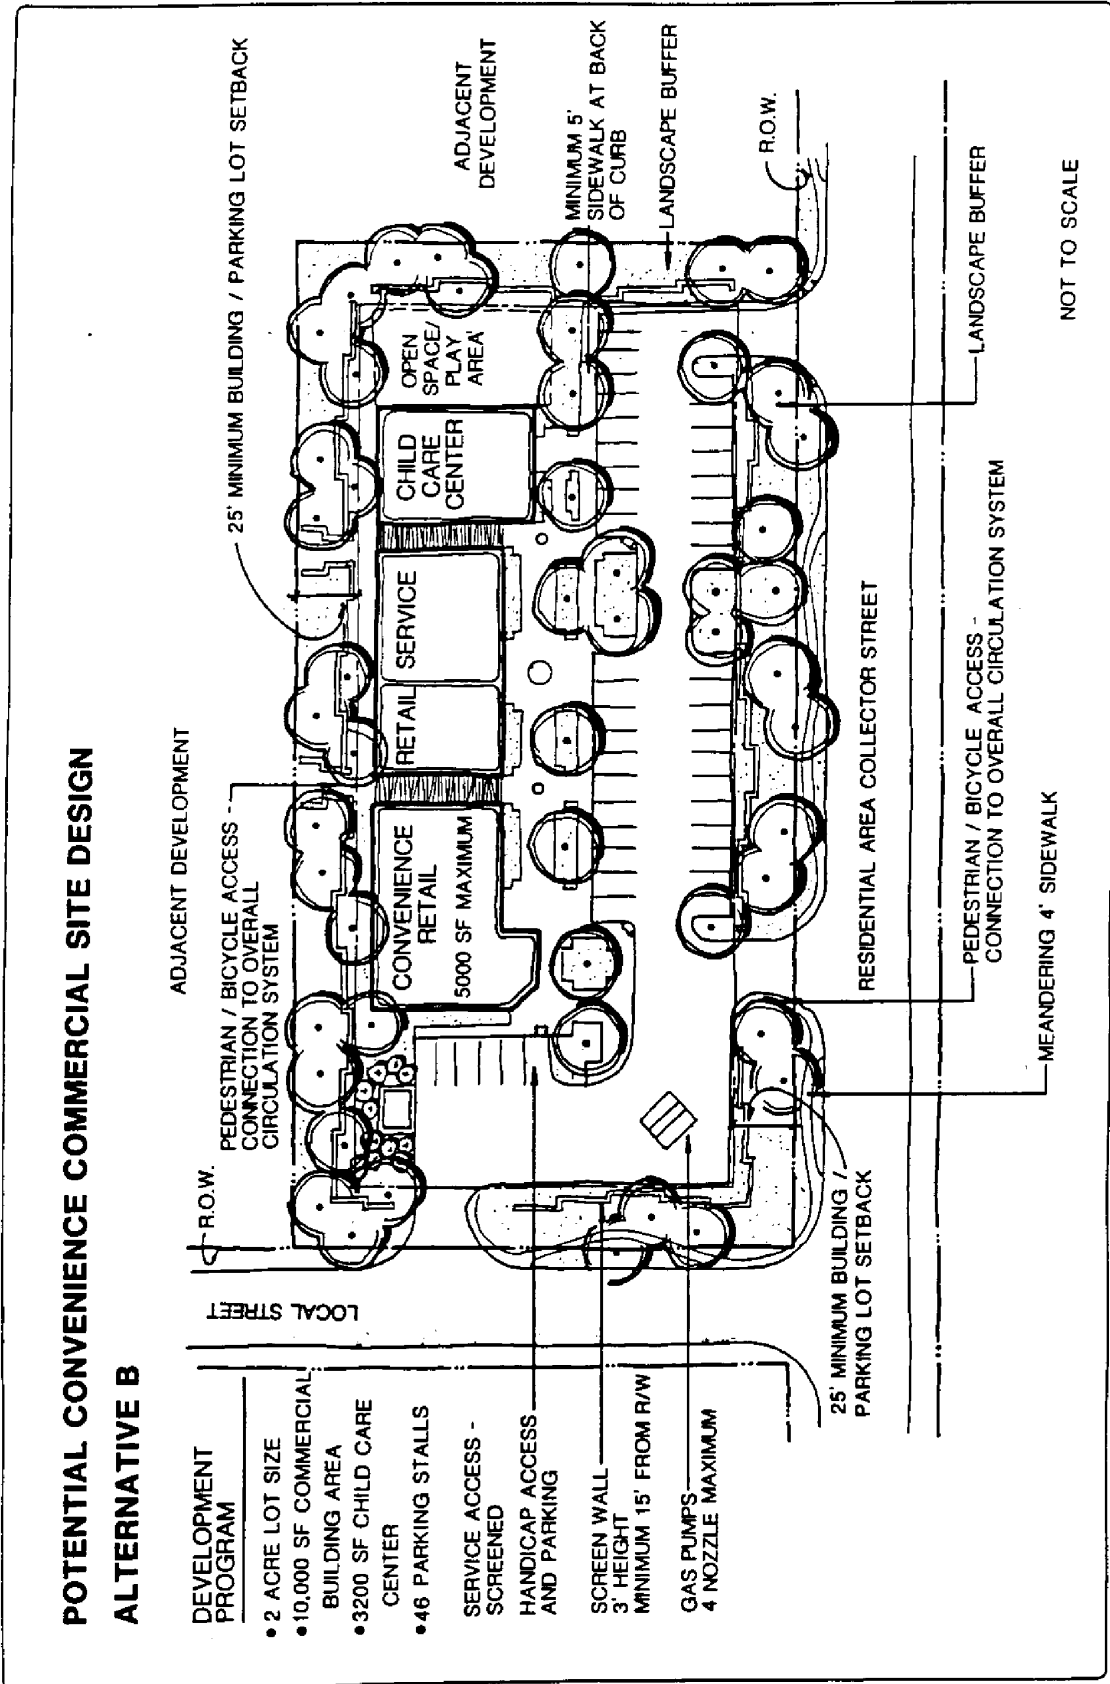 POTENTIAL CONVENIENCE COMMERCIAL SITE DESIGN
ALTERNATIVE B
DEVELOPMENT
PROGRAM
• 2 ACRE LOT SIZE
• 10,000 SF COMMERCIAL
BUILDING AREA
• 3200 SF CHILD CARE
CENTER
• 46 PARKING STALLS
SERVICE ACCESS -
SCREENED
HANDICAP ACCESS
AND PARKING
SCREEN WALL
3' HEIGHT
MINIMUM 15' FROM R/W
GAS PUMPS
4 NOZZLE MAXIMUM
LOCAL STREET
R.O.W.
ADJACENT DEVELOPMENT
PEDESTRIAN / BICYCLE ACCESS -
CONNECTION TO OVERALL
CIRCULATION SYSTEM
25' MINIMUM BUILDING / PARKING LOT SETBACK
CONVENIENCE
RETAIL
5000 SF MAXIMUM
RETAIL
SERVICE
CHILD
CARE
CENTER
OPEN
SPACE/
PLAY
AREA
ADJACENT
DEVELOPMENT
MINIMUM 5'
SIDEWALK AT BACK
OF CURB
LANDSCAPE BUFFER
R.O.W.
25' MINIMUM BUILDING /
PARKING LOT SETBACK
RESIDENTIAL AREA COLLECTOR STREET
PEDESTRIAN / BICYCLE ACCESS -
CONNECTION TO OVERALL CIRCULATION SYSTEM
LANDSCAPE BUFFER
MEANDERING 4' SIDEWALK
NOT TO SCALE